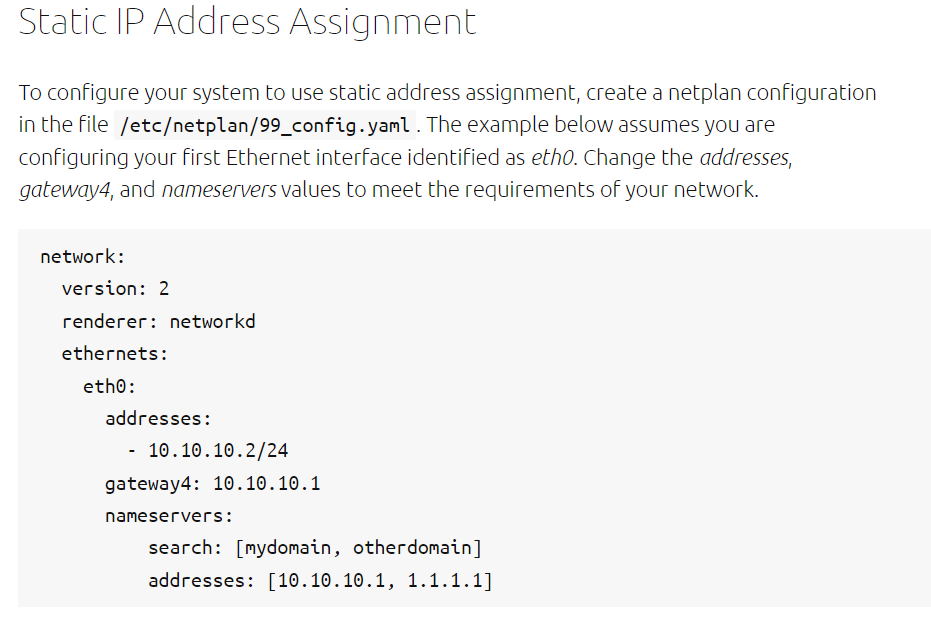 Static IP Address Assignment
To configure your system to use static address assignment, create a netplan configuration
in the file /etc/netplan/99_config.yaml . The example below assumes you are
configuring your first Ethernet interface identified as eth0. Change the addresses,
gateway4, and nameservers values to meet the requirements of your network.
network:
  version: 2
  renderer: networkd
  ethernets:
    eth0:
      addresses:
        - 10.10.10.2/24
      gateway4: 10.10.10.1
      nameservers:
          search: [mydomain, otherdomain]
          addresses: [10.10.10.1, 1.1.1.1]